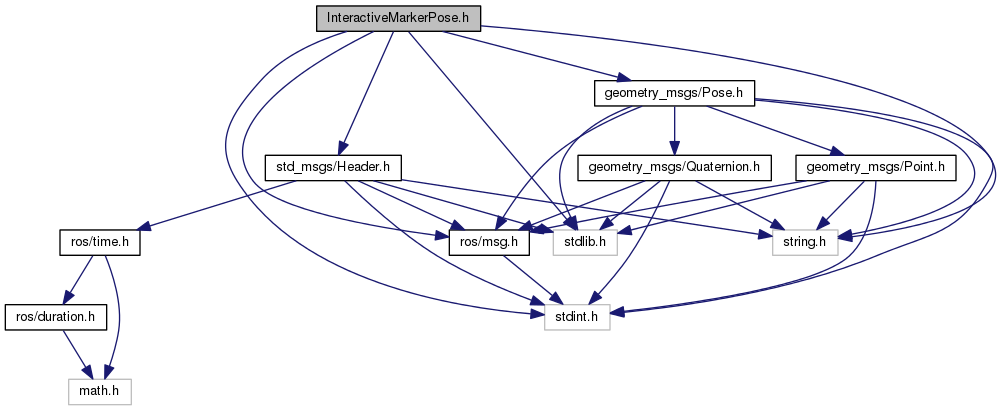 InteractiveMarkerPose.h
geometry_msgs/Pose.h
std_msgs/Header.h
geometry_msgs/Quaternion.h
geometry_msgs/Point.h
ros/time.h
ros/msg.h
stdlib.h
string.h
ros/duration.h
stdint.h
math.h